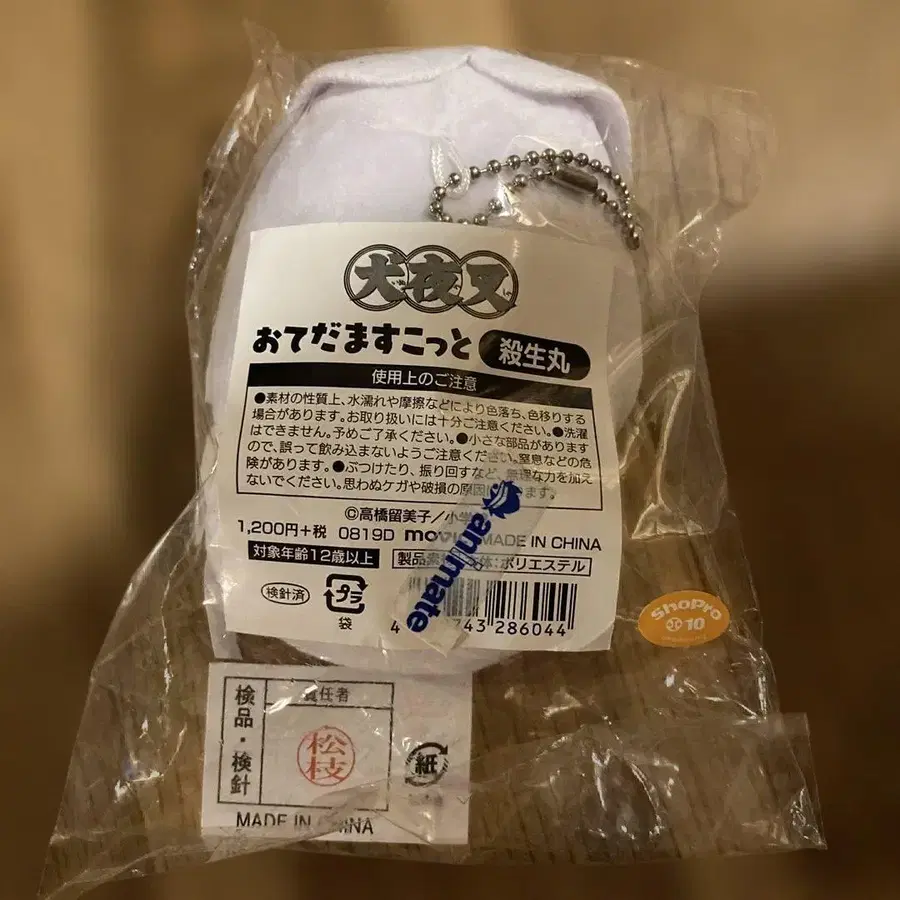 犬夜叉
おてだますこっと 殺生丸
使用上のご注意
●素材の性質上、水濡れや摩擦などにより色落ち、色移りする
場合があります。お取り扱いには十分ご注意ください。●洗濯
はできません。予めご了承ください。●小さな部品があります
ので、誤って飲み込まないようご注意ください。窒息などの危
険があります。●ぶつけたり、振り回すなど、無理な力を加え
ないでください。思わぬケガや破損の原因に ます。
©高橋留美子/小学
1,200円+税 0819D MADE IN CHINA
対象年齢12歳以上 製品素 体:ポリエステル
検針済 プラ 袋
4 743 286044
animate
ShoPro
10
検品・検針
責任者
松枝
紙
MADE IN CHINA